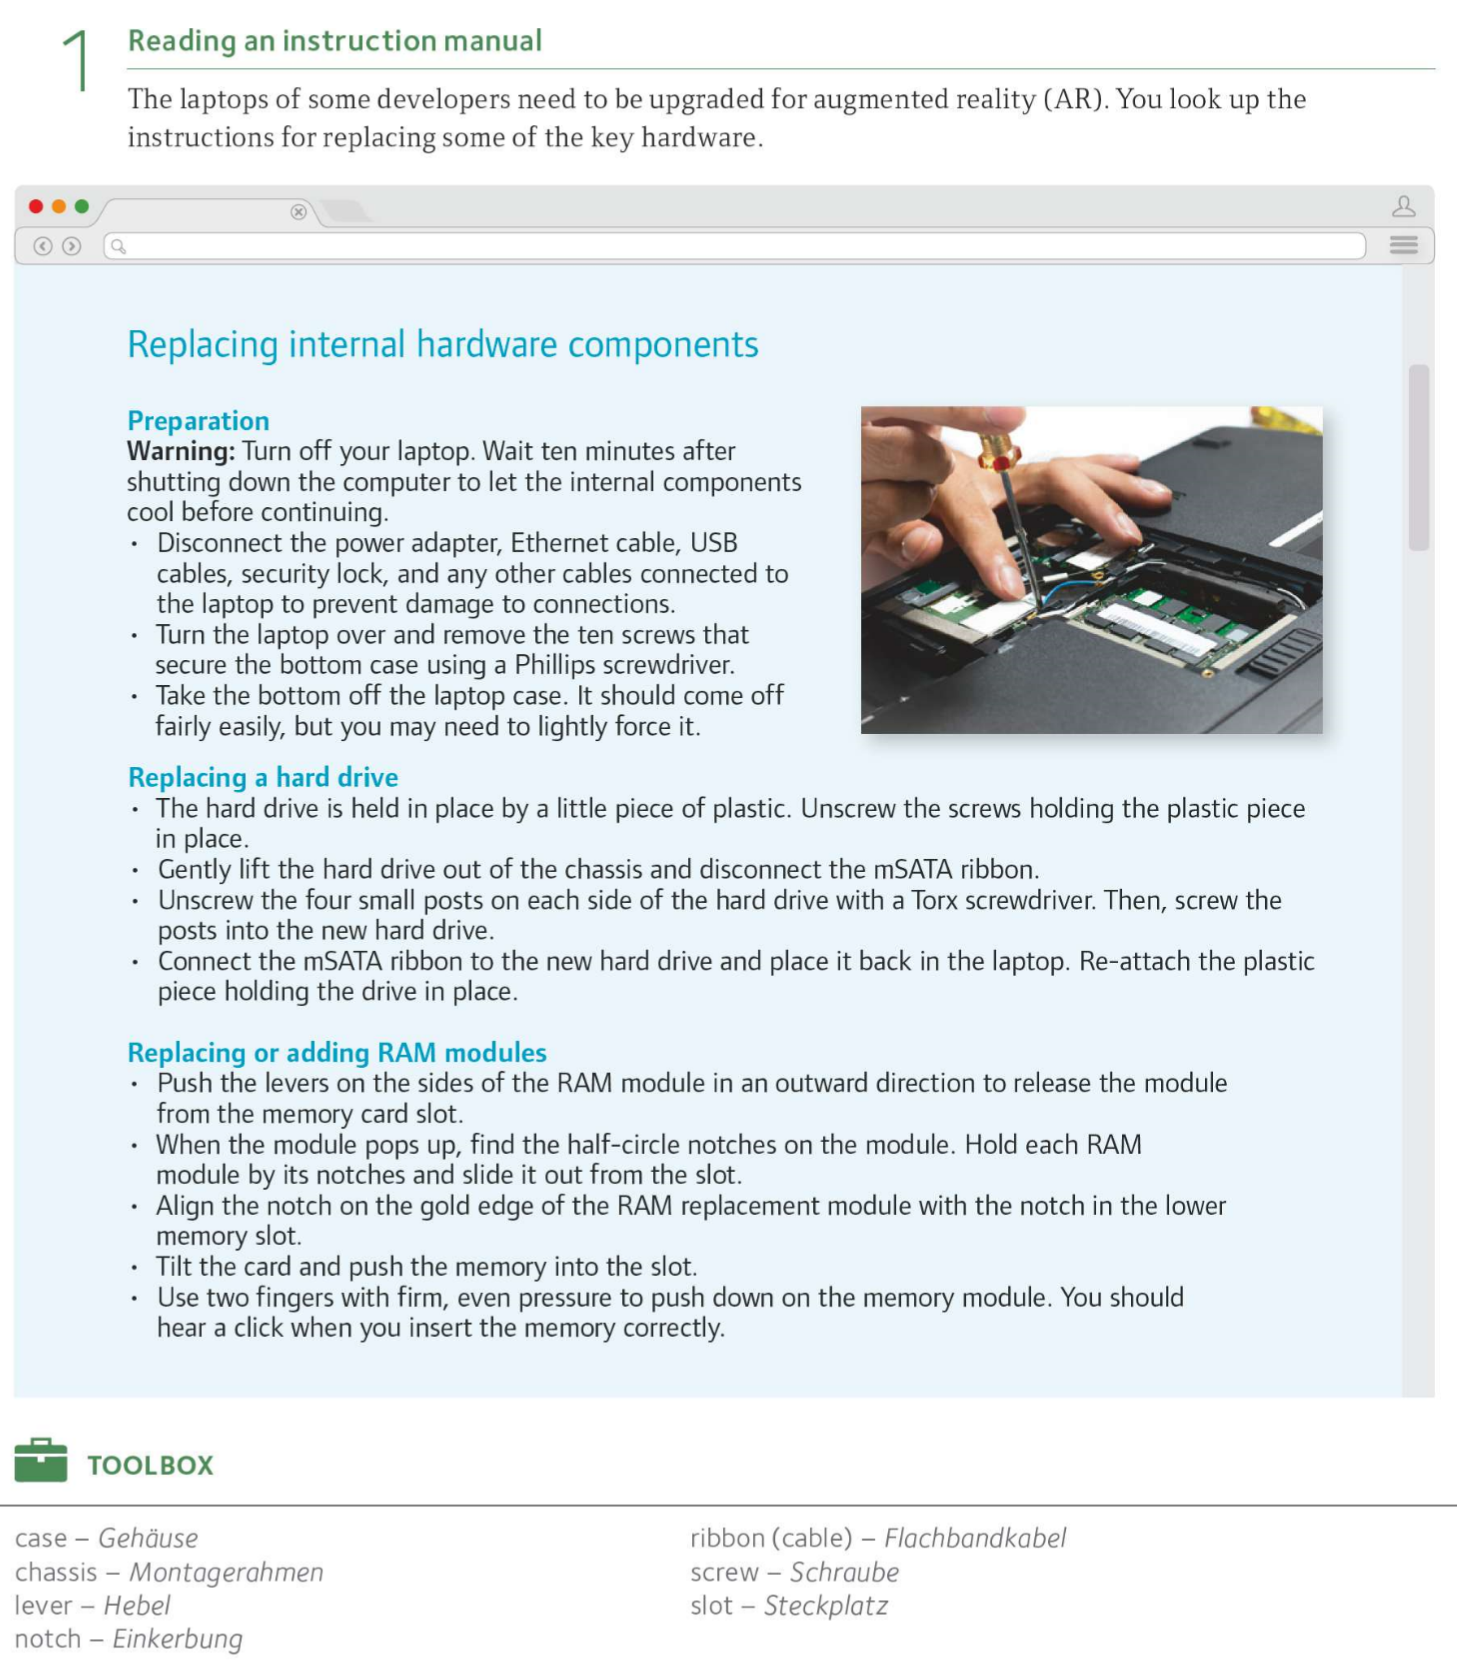 1
Reading an instruction manual
The laptops of some developers need to be upgraded for augmented reality (AR). You look up the
instructions for replacing some of the key hardware.
Replacing internal hardware components
Preparation
Warning: Turn off your laptop. Wait ten minutes after
shutting down the computer to let the internal components
cool before continuing.
· Disconnect the power adapter, Ethernet cable, USB
cables, security lock, and any other cables connected to
the laptop to prevent damage to connections.
· Turn the laptop over and remove the ten screws that
secure the bottom case using a Phillips screwdriver.
· Take the bottom off the laptop case. It should come off
fairly easily, but you may need to lightly force it.
Replacing a hard drive
· The hard drive is held in place by a little piece of plastic. Unscrew the screws holding the plastic piece
in place.
· Gently lift the hard drive out of the chassis and disconnect the mSATA ribbon.
· Unscrew the four small posts on each side of the hard drive with a Torx screwdriver. Then, screw the
posts into the new hard drive.
· Connect the mSATA ribbon to the new hard drive and place it back in the laptop. Re-attach the plastic
piece holding the drive in place.
Replacing or adding RAM modules
· Push the levers on the sides of the RAM module in an outward direction to release the module
from the memory card slot.
· When the module pops up, find the half-circle notches on the module. Hold each RAM
module by its notches and slide it out from the slot.
· Align the notch on the gold edge of the RAM replacement module with the notch in the lower
memory slot.
· Tilt the card and push the memory into the slot.
· Use two fingers with firm, even pressure to push down on the memory module. You should
hear a click when you insert the memory correctly.
TOOLBOX
case – Gehäuse
chassis – Montagerahmen
lever – Hebel
notch – Einkerbung
ribbon (cable) – Flachbandkabel
screw – Schraube
slot – Steckplatz